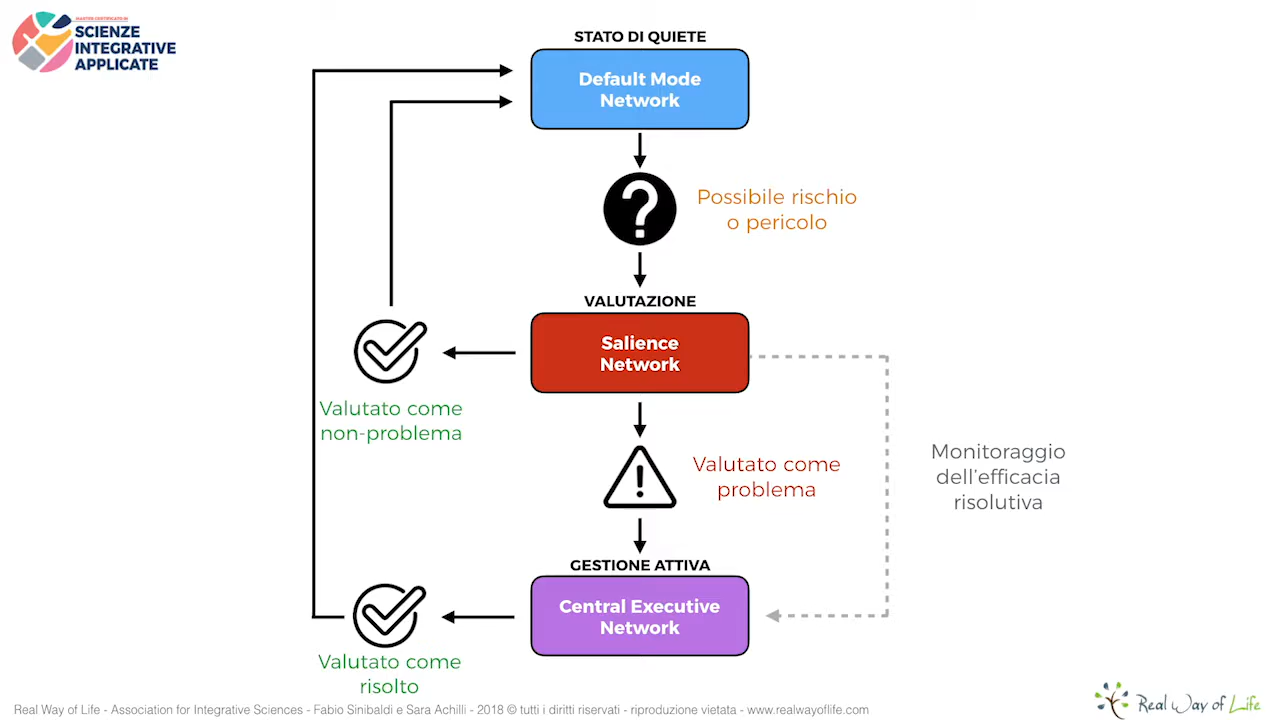 MASTER CERTIFICATE IN
SCIENZE
INTEGRATIVE
APPLICATE
STATO DI QUIETE
Default Mode
Network
?
Possibile rischio
o pericolo
VALUTAZIONE
Salience
Network
Valutato come
non-problema
!
Valutato come
problema
Monitoraggio
dell'efficacia
risolutiva
GESTIONE ATTIVA
Central Executive
Network
Valutato come
risolto
Real Way of Life - Association for Integrative Sciences - Fabio Sinibaldi e Sara Achilli - 2018 © tutti i diritti riservati - riproduzione vietata - www.realwayoflife.com
Real Way of Life